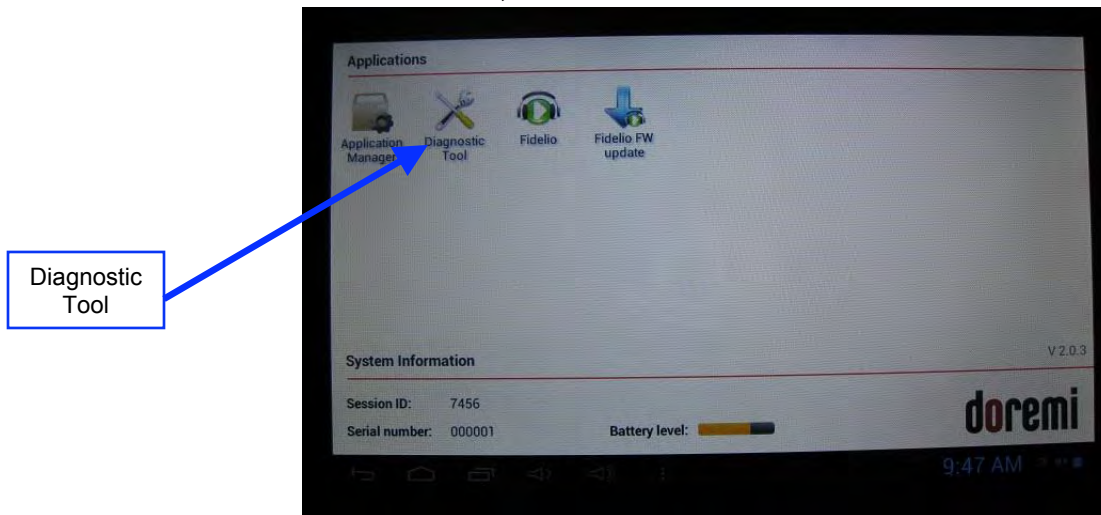 Applications
Application
Manager
Diagnostic
Tool
Fidelio
Fidelio FW
update
Diagnostic
Tool
System Information
V 2.0.3
Session ID: 7456
Serial number: 000001
Battery level:
doremi
9:47 AM